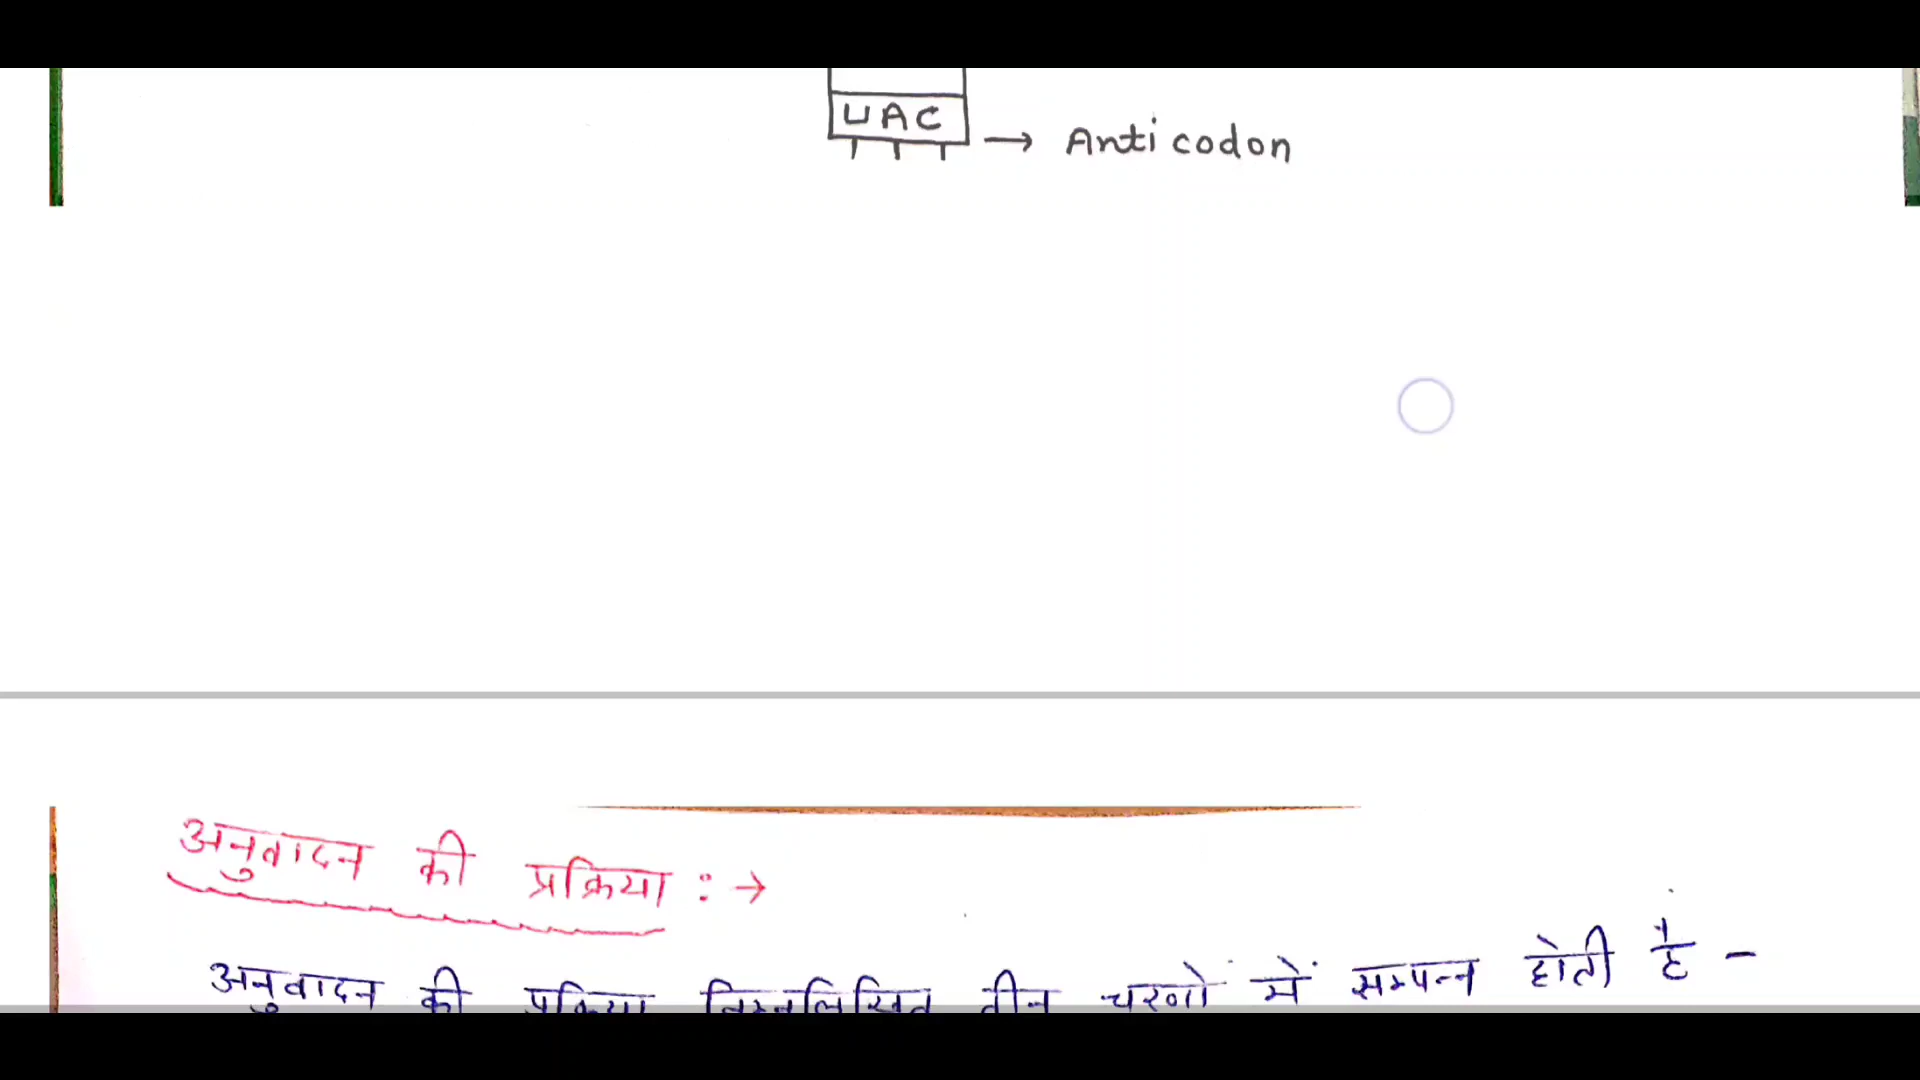 UAC
→ Anticodon
अनुवादन की प्रक्रिया : →
अनुवादन की प्रक्रिया निम्नलिखित तीन चरणों में सम्पन्न होती है -